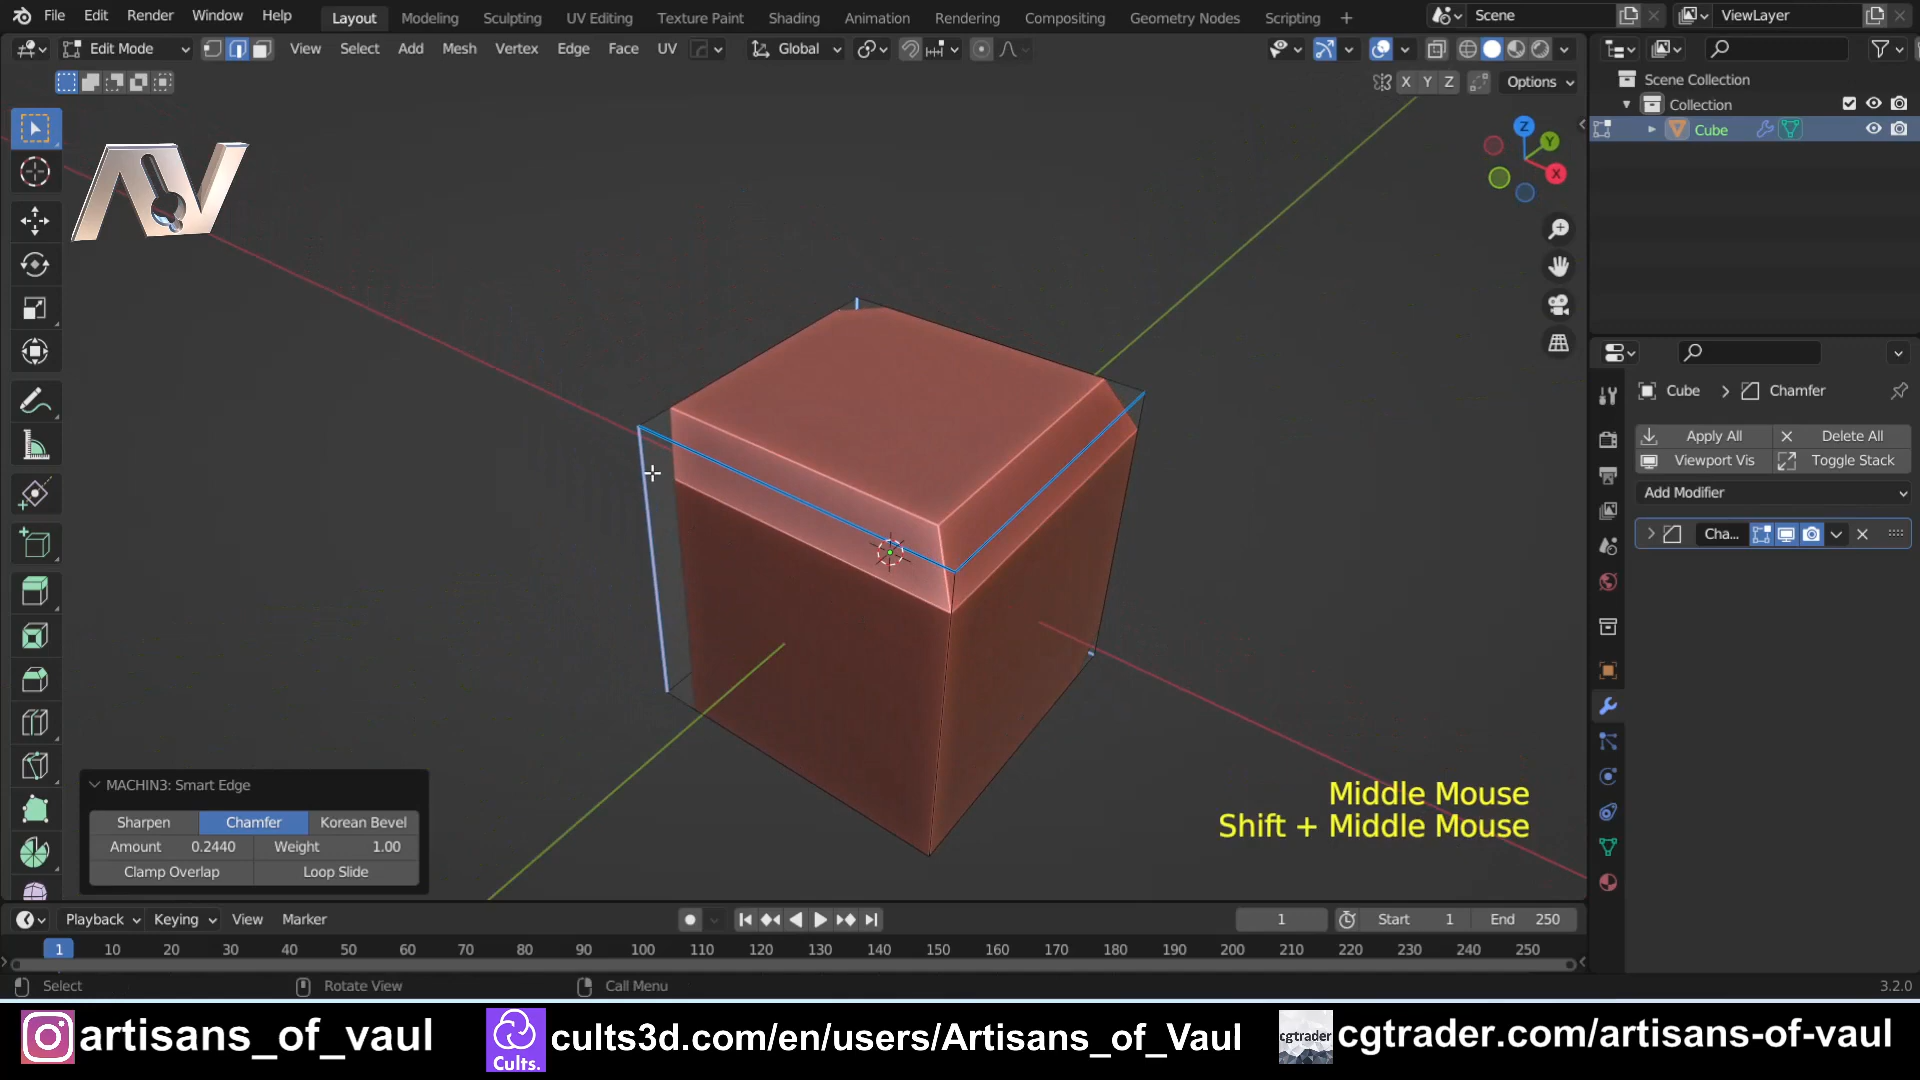 File Edit Render Window Help Layout Modeling Sculpting UV Editing Texture Paint Shading Animation Rendering Compositing Geometry Nodes Scripting + Scene ViewLayer
Edit Mode View Select Add Mesh Vertex Edge Face UV Global
X Y Z Options
Scene Collection
Collection
Cube
Z
Y
X
AV
Cube > Chamfer
Apply All Delete All
Viewport Vis Toggle Stack
Add Modifier
Cha...
MACHIN3: Smart Edge
Sharpen Chamfer Korean Bevel
Amount 0.2440 Weight 1.00
Clamp Overlap Loop Slide
Middle Mouse
Shift + Middle Mouse
Playback Keying View Marker 1 Start 1 End 250
1 10 20 30 40 50 60 70 80 90 100 110 120 130 140 150 160 170 180 190 200 210 220 230 240 250
Select Rotate View Call Menu 3.2.0
artisans_of_vaul Cults. cults3d.com/en/users/Artisans_of_Vaul cgtrader cgtrader.com/artisans-of-vaul